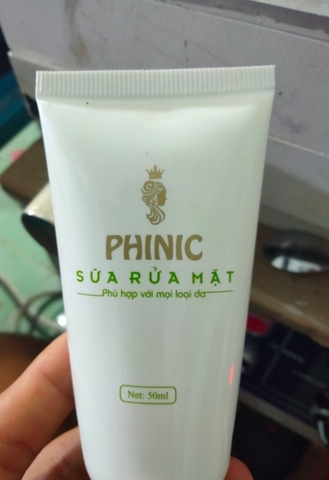 PHINIC
SỮA RỬA MẶT
Phù hợp với mọi loại da
Net: 50ml